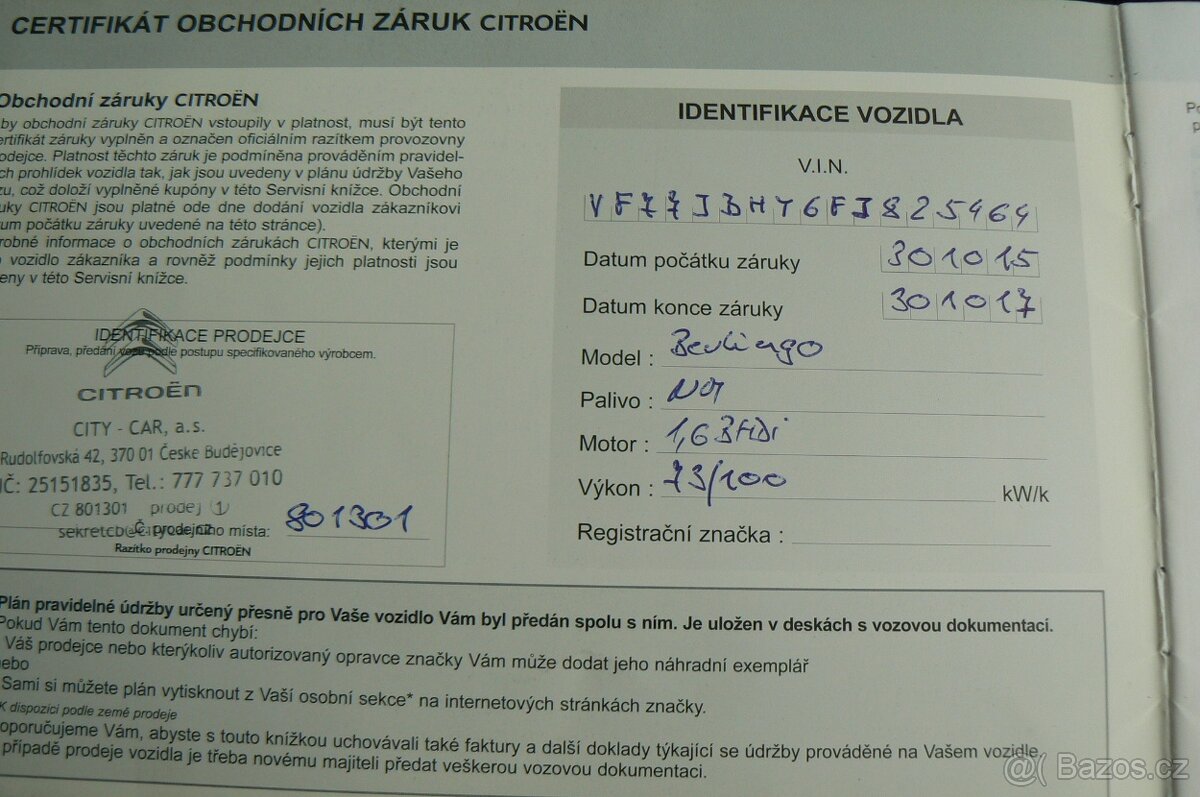 CERTIFIKÁT OBCHODNÍCH ZÁRUK CITROËN
Obchodní záruky CITROËN
by obchodní záruky CITROËN vstoupily v platnost, musí být tento
ertifikát záruky vyplněn a označen oficiálním razítkem provozovny
odejce. Platnost těchto záruk je podmíněna prováděním pravidel-
ch prohlídek vozidla tak, jak jsou uvedeny v plánu údržby Vašeho
zu, což doloží vyplněné kupóny v této Servisní knížce. Obchodní
uky CITROËN jsou platné ode dne dodání vozidla zákazníkovi
um počátku záruky uvedené na této stránce).
robné informace o obchodních zárukách CITROËN, kterými je
vozidlo zákazníka a rovněž podmínky jejich platnosti jsou
eny v této Servisní knížce.
IDENTIFIKACE PRODEJCE
Příprava, předání vozu podle postupu specifikovaného výrobcem.
CITROËN
CITY - CAR, a.s.
Rudolfovská 42, 370 01 České Budějovice
IČ: 25151835, Tel.: 777 737 010
CZ 801301 prodej 1
Č. prodejního místa: 801301
Razítko prodejny CITROËN
IDENTIFIKACE VOZIDLA
V.I.N.
VF77JBHY6FJ825464
Datum počátku záruky 301015
Datum konce záruky 301017
Model : Berlingo
Palivo : NM
Motor : 1,6 BHDi
Výkon : 73/100 kW/k
Registrační značka :
Plán pravidelné údržby určený přesně pro Vaše vozidlo Vám byl předán spolu s ním. Je uložen v deskách s vozovou dokumentaci.
Pokud Vám tento dokument chybí:
Váš prodejce nebo kterýkoliv autorizovaný opravce značky Vám může dodat jeho náhradní exemplář
ebo
Sami si můžete plán vytisknout z Vaší osobní sekce* na internetových stránkách značky.
K dispozici podle země prodeje
oporučujeme Vám, abyste s touto knížkou uchovávali také faktury a další doklady týkající se údržby prováděné na Vašem vozidle
případě prodeje vozidla je třeba novému majiteli předat veškerou vozovou dokumentaci.
@( Bazos.cz